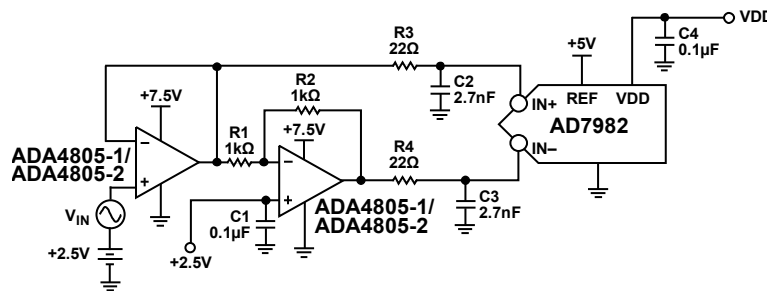 VDD
C4
0.1µF
R3
22Ω
+5V
C2
2.7nF
IN+
REF
VDD
AD7982
IN–
R2
1kΩ
+7.5V
+7.5V
R1
1kΩ
R4
22Ω
ADA4805-1/
ADA4805-2
–
+
–
+
ADA4805-1/
ADA4805-2
C3
2.7nF
VIN
C1
0.1µF
+2.5V
+2.5V